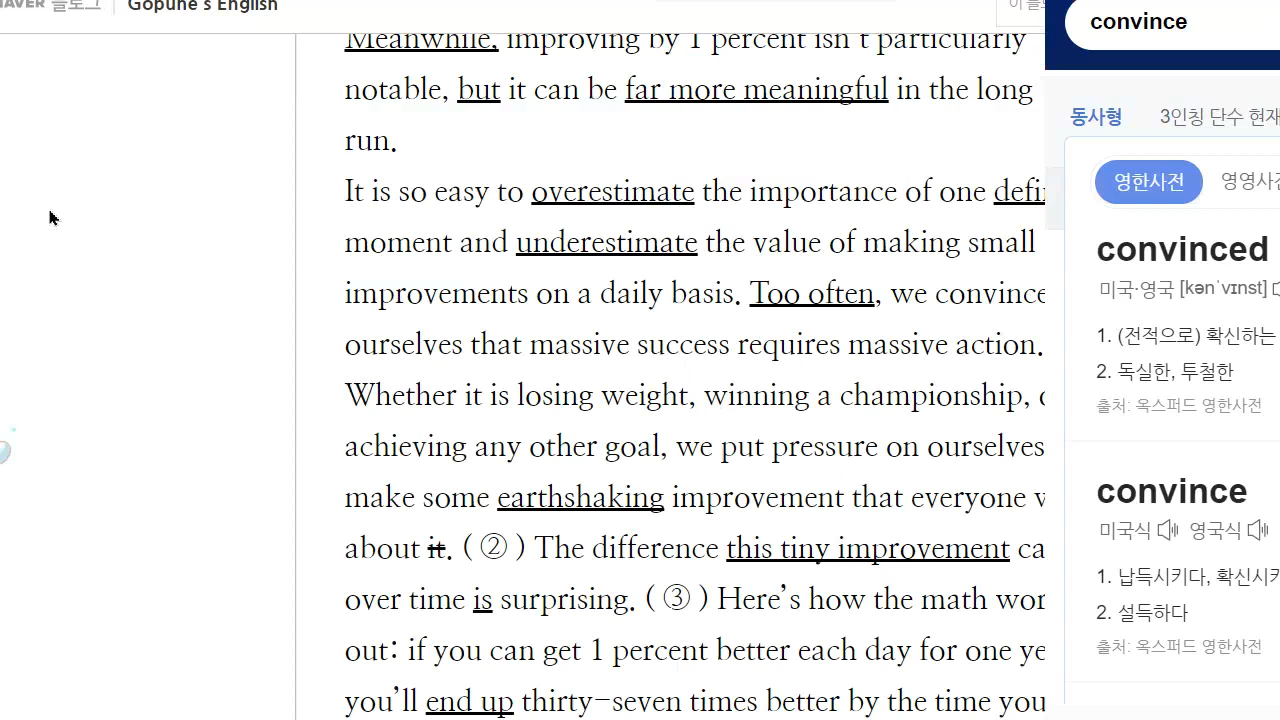 블로그 Gopuhe's English
convince
Meanwhile, improving by 1 percent isn't particularly
notable, but it can be far more meaningful in the long
run.
It is so easy to overestimate the importance of one
moment and underestimate the value of making small
improvements on a daily basis. Too often, we convince
ourselves that massive success requires massive action.
Whether it is losing weight, winning a championship,
achieving any other goal, we put pressure on ourselves
make some earthshaking improvement that everyone
about it. ( ② ) The difference this tiny improvement
over time is surprising. ( ③ ) Here's how the math
out: if you can get 1 percent better each day for one
you'll end up thirty-seven times better by the time you
동사형 3인칭 단수 현재
영한사전 영영사전
convinced
미국∙영국 [kənˈvɪnst]
1. (전적으로) 확신하는
2. 독실한, 투철한
출처: 옥스퍼드 영한사전
convince
미국식 영국식
1. 납득시키다, 확신시키
2. 설득하다
출처: 옥스퍼드 영한사전